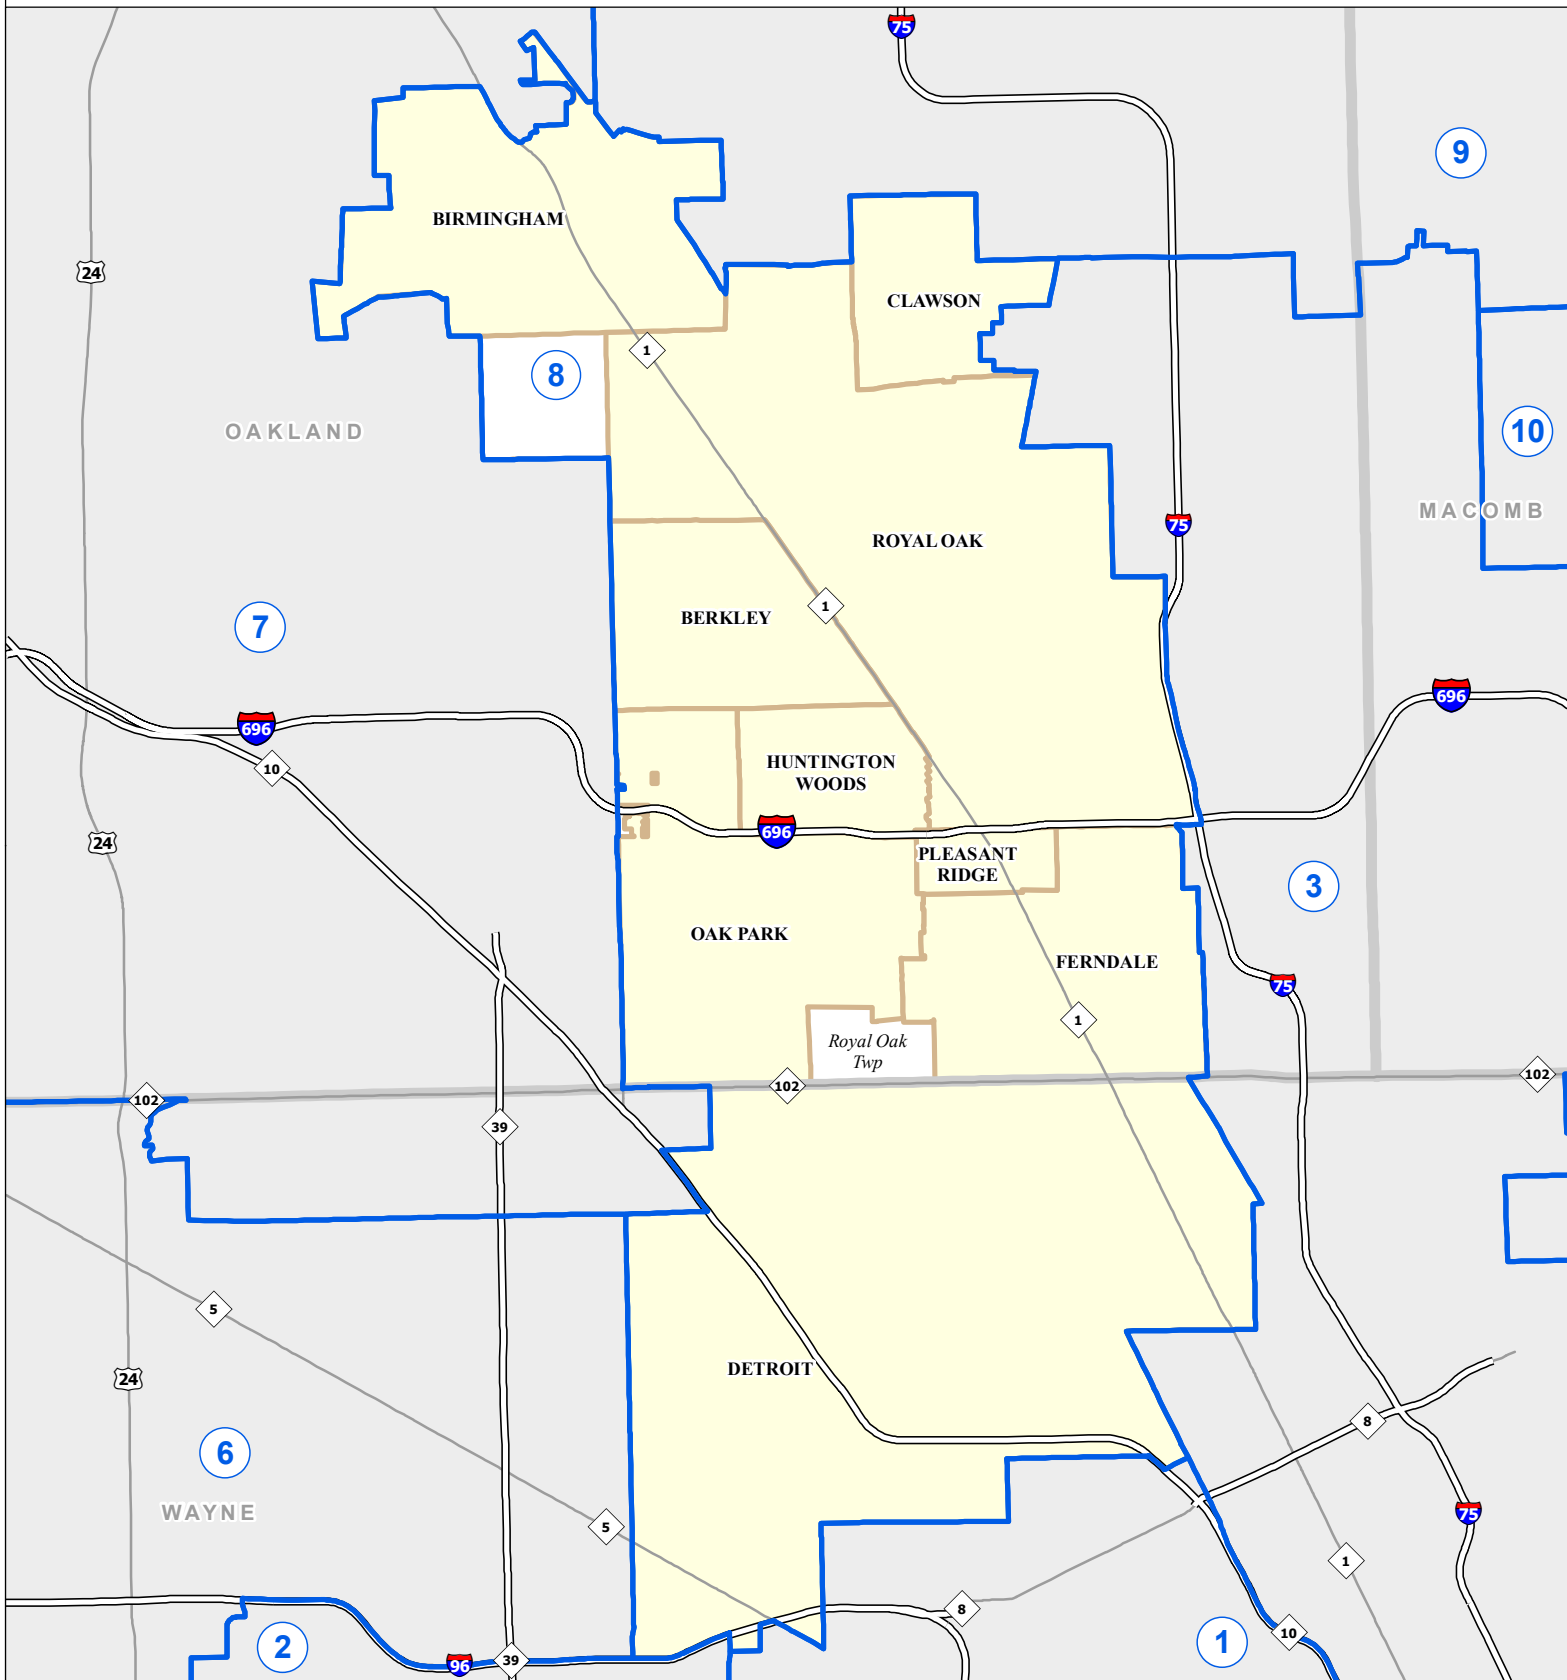 75
9
BIRMINGHAM
24
CLAWSON
1
8
OAKLAND
10
MACOMB
75
ROYAL OAK
1
BERKLEY
7
696
696
10
HUNTINGTON
WOODS
696
24
PLEASANT
RIDGE
3
OAK PARK
FERNDALE
75
1
Royal Oak
Twp
102
102
102
39
5
DETROIT
24
8
6
WAYNE
75
5
1
8
10
2
1
96
39